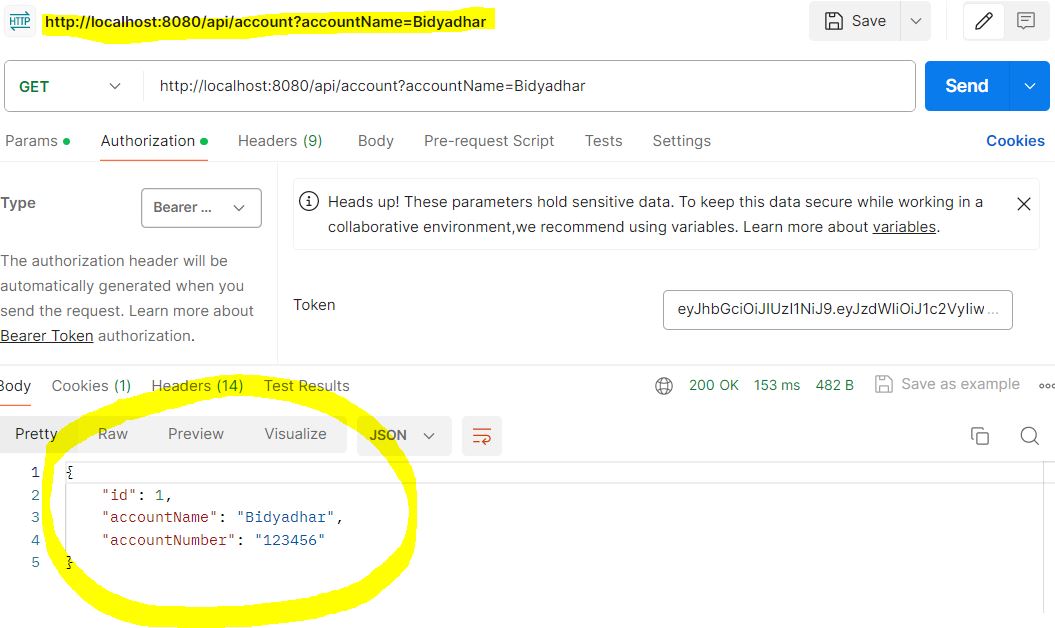 HTTP http://localhost:8080/api/account?accountName=Bidyadhar Save
GET http://localhost:8080/api/account?accountName=Bidyadhar Send
Params Authorization Headers (9) Body Pre-request Script Tests Settings Cookies
Type Bearer ...
Heads up! These parameters hold sensitive data. To keep this data secure while working in a
collaborative environment,we recommend using variables. Learn more about variables.
The authorization header will be
automatically generated when you
send the request. Learn more about
Bearer Token authorization.
Token eyJhbGciOiJIUzI1NiJ9.eyJzdWIiOiJ1c2VyIiw...
Body Cookies (1) Headers (14) Test Results 200 OK 153 ms 482 B Save as example
Pretty Raw Preview Visualize JSON
1 {
2 "id": 1,
3 "accountName": "Bidyadhar",
4 "accountNumber": "123456"
5 }